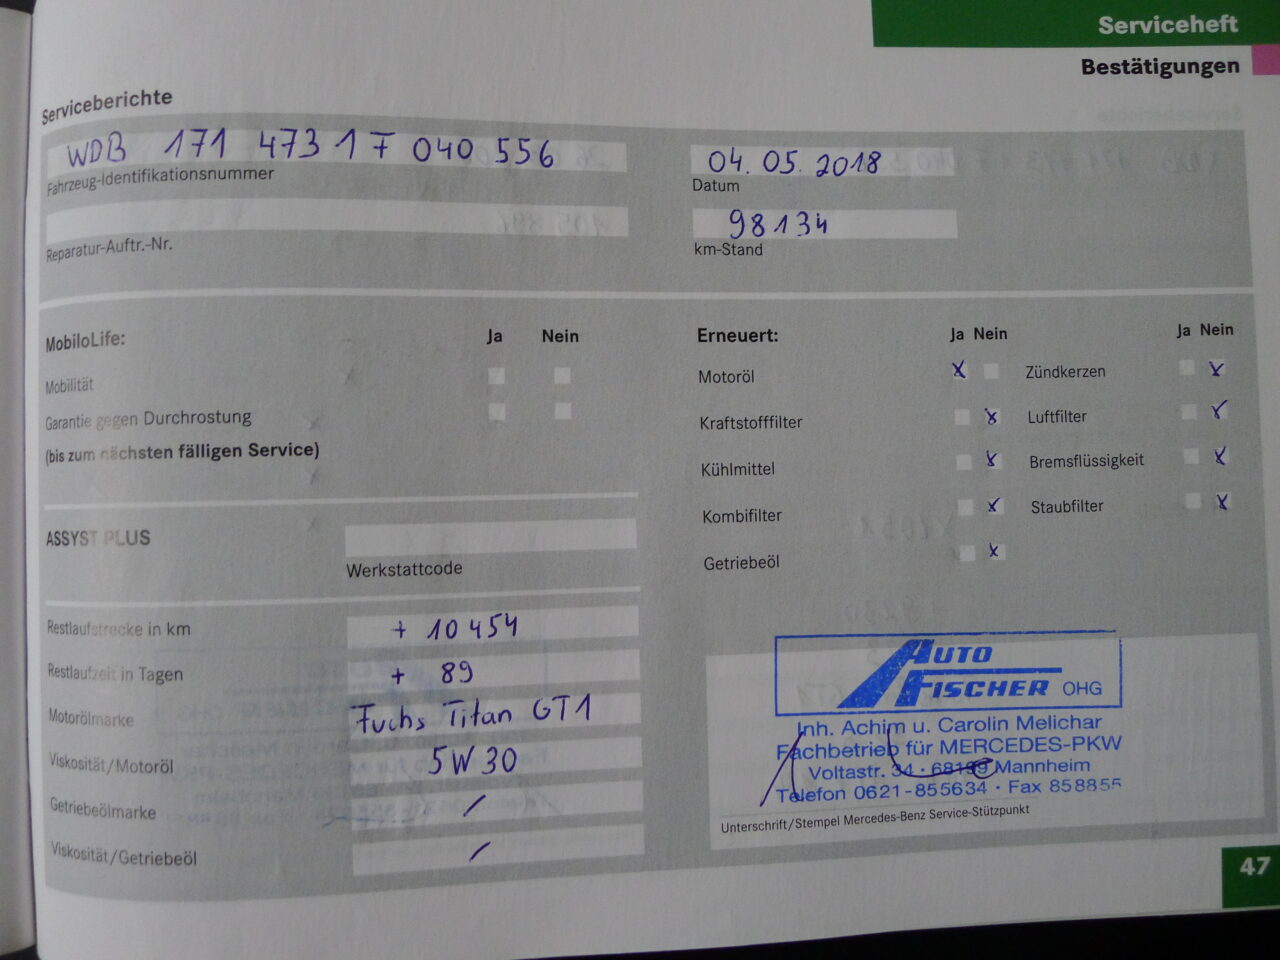 Serviceheft
Bestätigungen
Serviceberichte
WDB 171 473 1 F 040 556
Fahrzeug-Identifikationsnummer
04. 05. 2018
Datum
Reparatur-Auftr.-Nr.
98134
km-Stand
MobiloLife: Ja Nein
Mobilität
Garantie gegen Durchrostung
(bis zum nächsten fälligen Service)
Erneuert: Ja Nein Ja Nein
Motoröl X Zündkerzen X
Kraftstofffilter X Luftfilter X
Kühlmittel X Bremsflüssigkeit X
Kombifilter X Staubfilter X
Getriebeöl X
ASSYST PLUS
Werkstattcode
Restlaufstrecke in km + 10 454
Restlaufzeit in Tagen + 89
Motorölmarke Fuchs Titan GT1
Viskosität/Motoröl 5W30
Getriebeölmarke /
Viskosität/Getriebeöl /
AUTO
FISCHER OHG
Inh. Achim u. Carolin Melichar
Fachbetrieb für MERCEDES-PKW
Voltastr. 34 · 68199 Mannheim
Telefon 0621-855634 · Fax 858855
Unterschrift/Stempel Mercedes-Benz Service-Stützpunkt
47